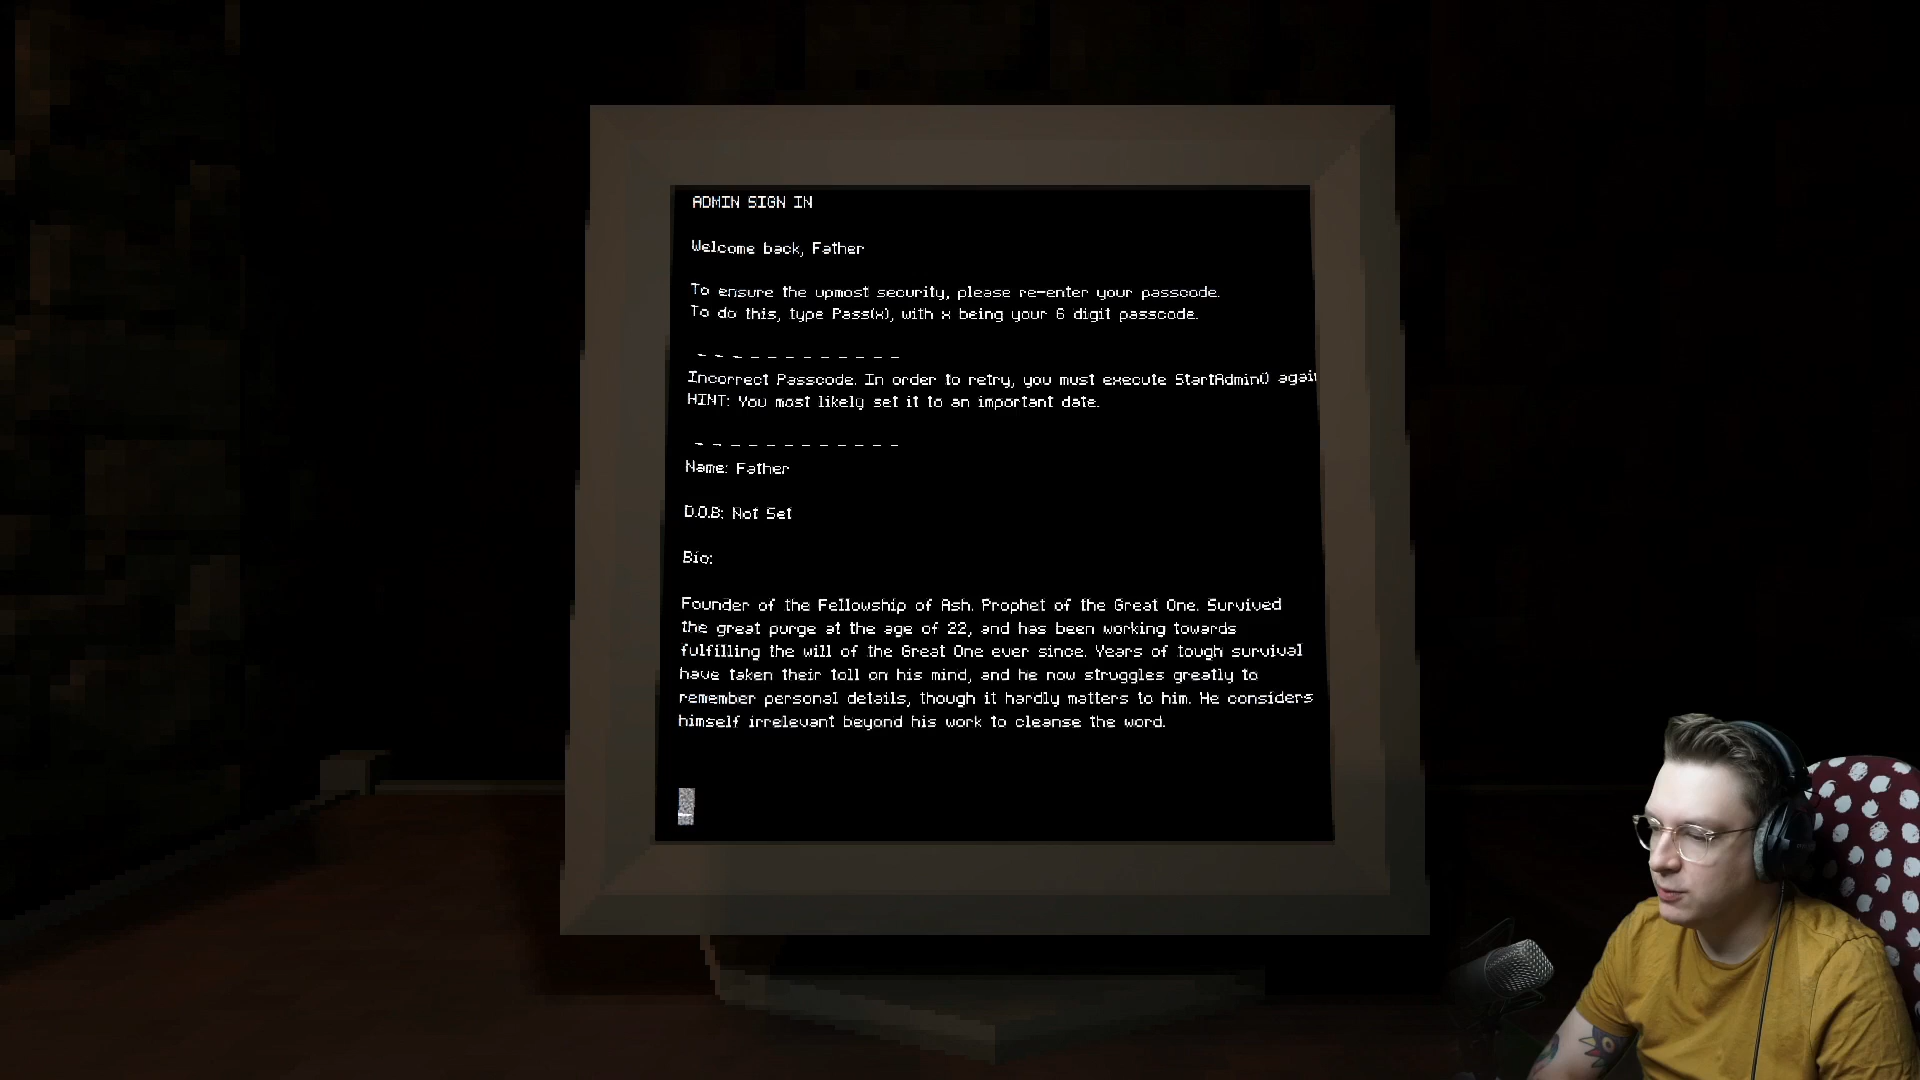 ADMIN SIGN IN
Welcome back, Father
To ensure the upmost security, please re-enter your passcode.
To do this, type Pass(x), with x being your 6 digit passcode.
- - - - - - - - - - - -
Incorrect Passcode. In order to retry, you must execute StartAdmin()
HINT: You most likely set it to an important date.
- - - - - - - - - - - -
Name: Father
D.O.B: Not Set
Bio:
Founder of the Fellowship of Ash. Prophet of the Great One. Survived
the great purge at the age of 22, and has been working towards
fulfilling the will of the Great One ever since. Years of tough survival
have taken their toll on his mind, and he now struggles greatly to
remember personal details, though it hardly matters to him. He considers
himself irrelevant beyond his work to cleanse the word.